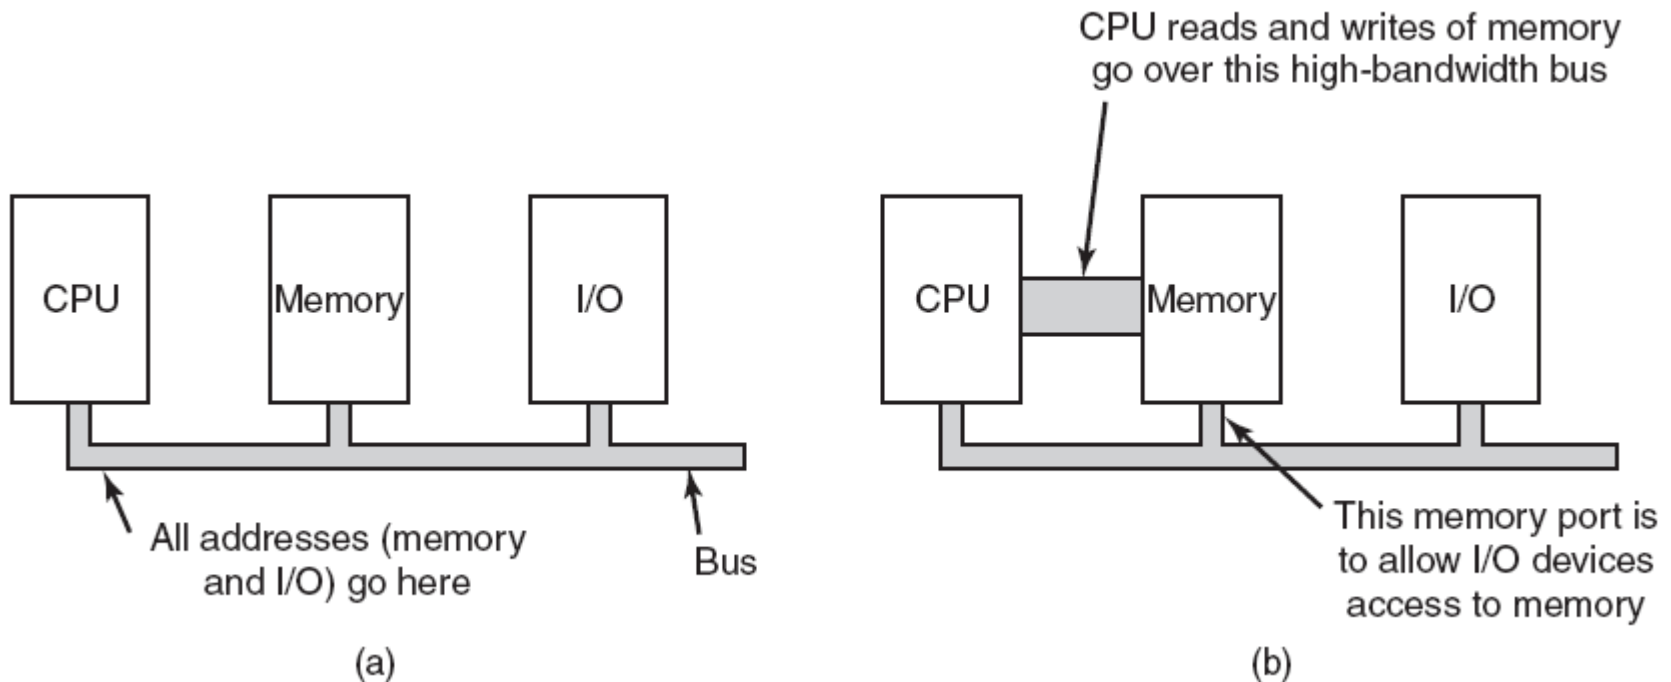 CPU reads and writes of memory
go over this high-bandwidth bus
CPU
Memory
I/O
CPU
Memory
I/O
All addresses (memory
and I/O) go here
Bus
This memory port is
to allow I/O devices
access to memory
(a)
(b)